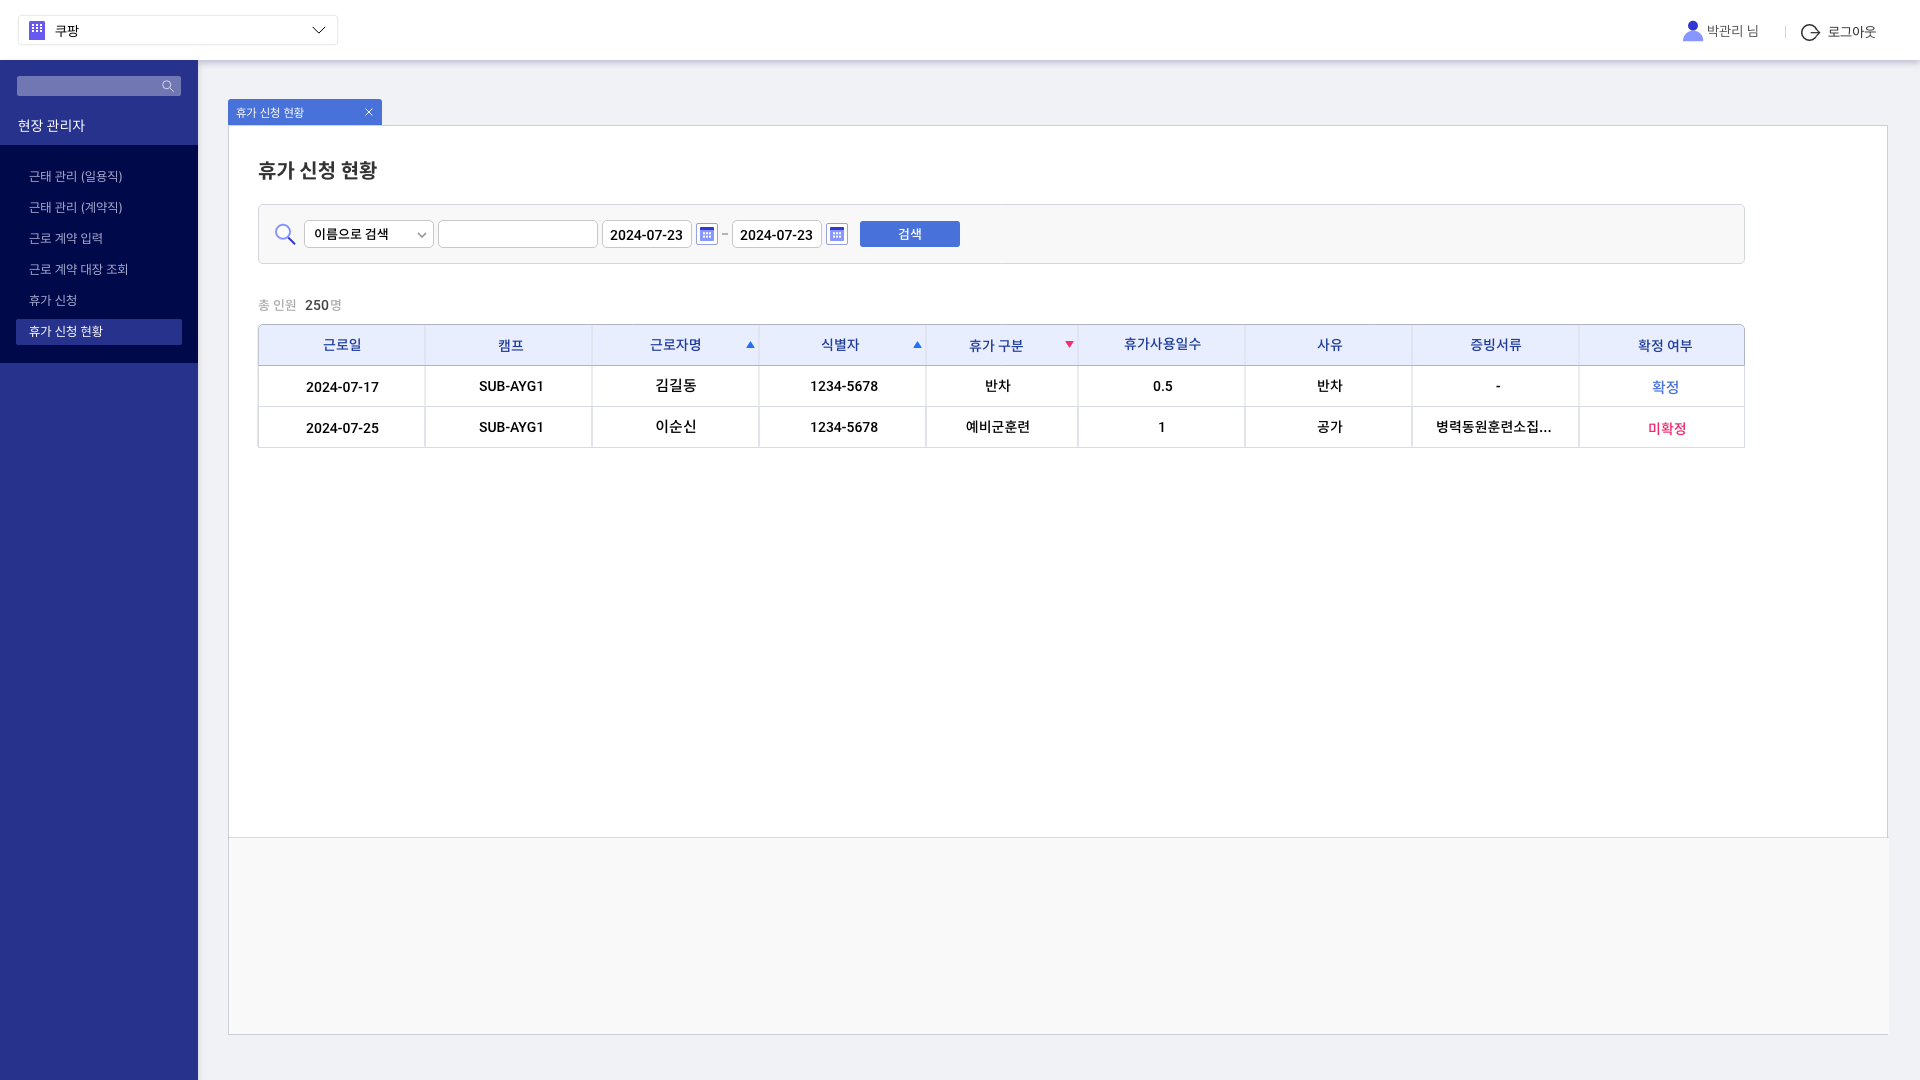 쿠팡
박관리 님
로그아웃
현장 관리자
근태 관리 (일용직)
근태 관리 (계약직)
근로 계약 입력
근로 계약 대장 조회
휴가 신청
휴가 신청 현황
휴가 신청 현황
휴가 신청 현황
이름으로 검색 2024-07-23 – 2024-07-23 검색
총 인원 250명
근로일 캠프 근로자명 식별자 휴가 구분 휴가사용일수 사유 증빙서류 확정 여부
2024-07-17 SUB-AYG1 김길동 1234-5678 반차 0.5 반차 - 확정
2024-07-25 SUB-AYG1 이순신 1234-5678 예비군훈련 1 공가 병력동원훈련소집... 미확정